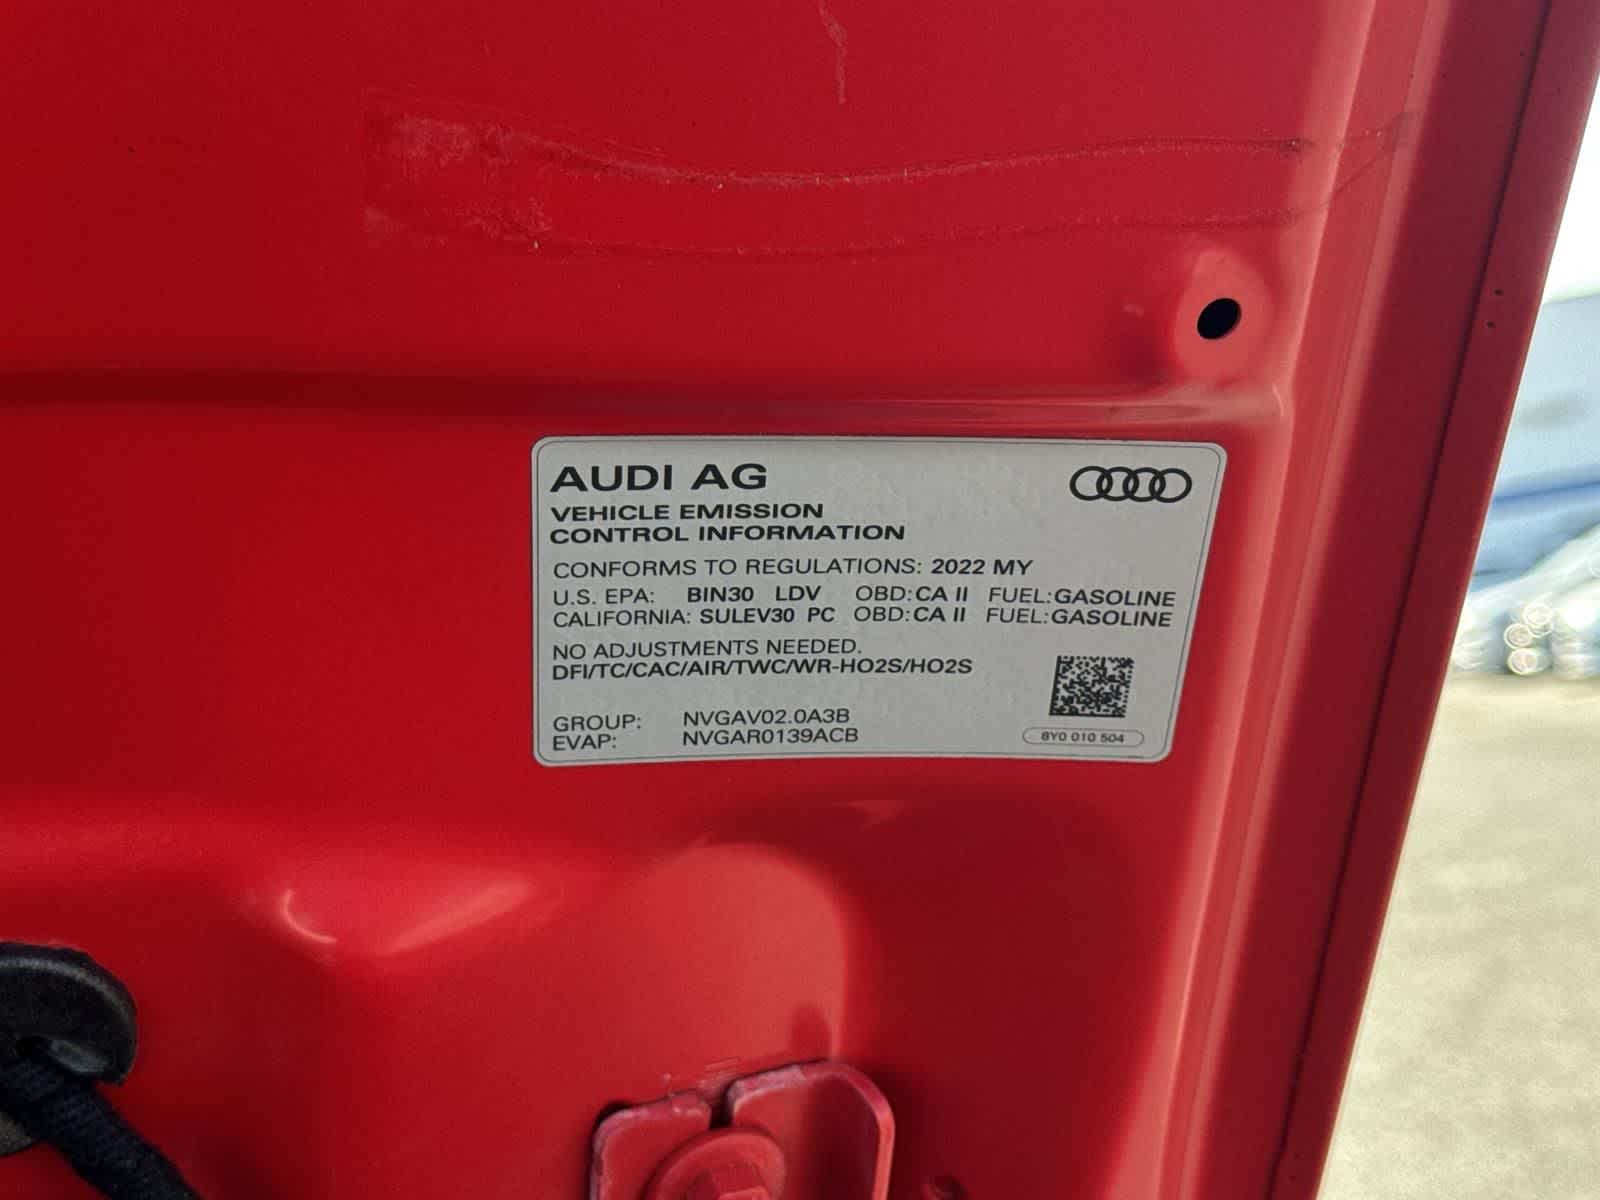 AUDI AG
VEHICLE EMISSION
CONTROL INFORMATION
CONFORMS TO REGULATIONS: 2022 MY
U.S. EPA: BIN30 LDV OBD:CA II FUEL:GASOLINE
CALIFORNIA: SULEV30 PC OBD:CA II FUEL:GASOLINE
NO ADJUSTMENTS NEEDED.
DFI/TC/CAC/AIR/TWC/WR-HO2S/HO2S
GROUP: NVGAV02.0A3B
EVAP: NVGAR0139ACB
8Y0 010 504